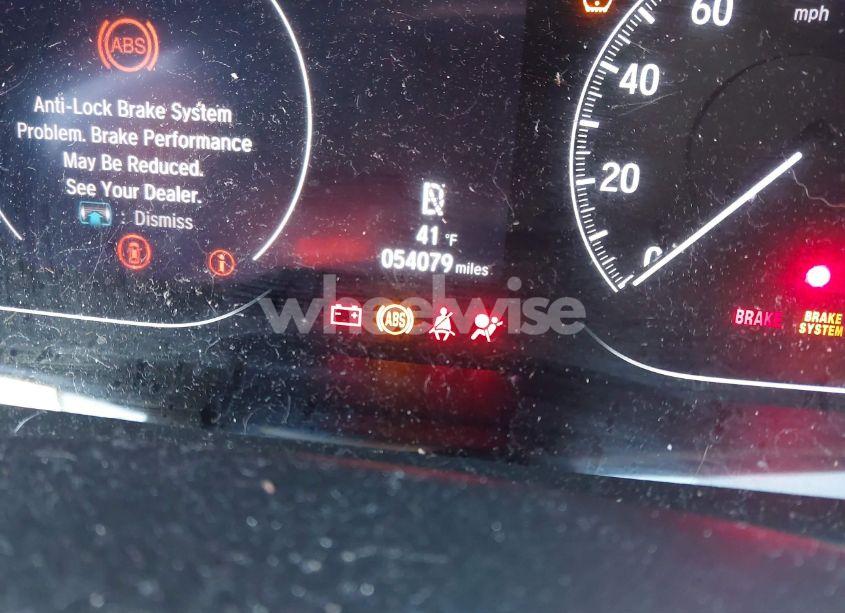 60
mph
ABS
40
Anti-Lock Brake System
Problem. Brake Performance
May Be Reduced.
See Your Dealer.
: Dismiss
20
41 °F
054079 miles
0
wheelwise
ABS
BRAKE
BRAKE
SYSTEM